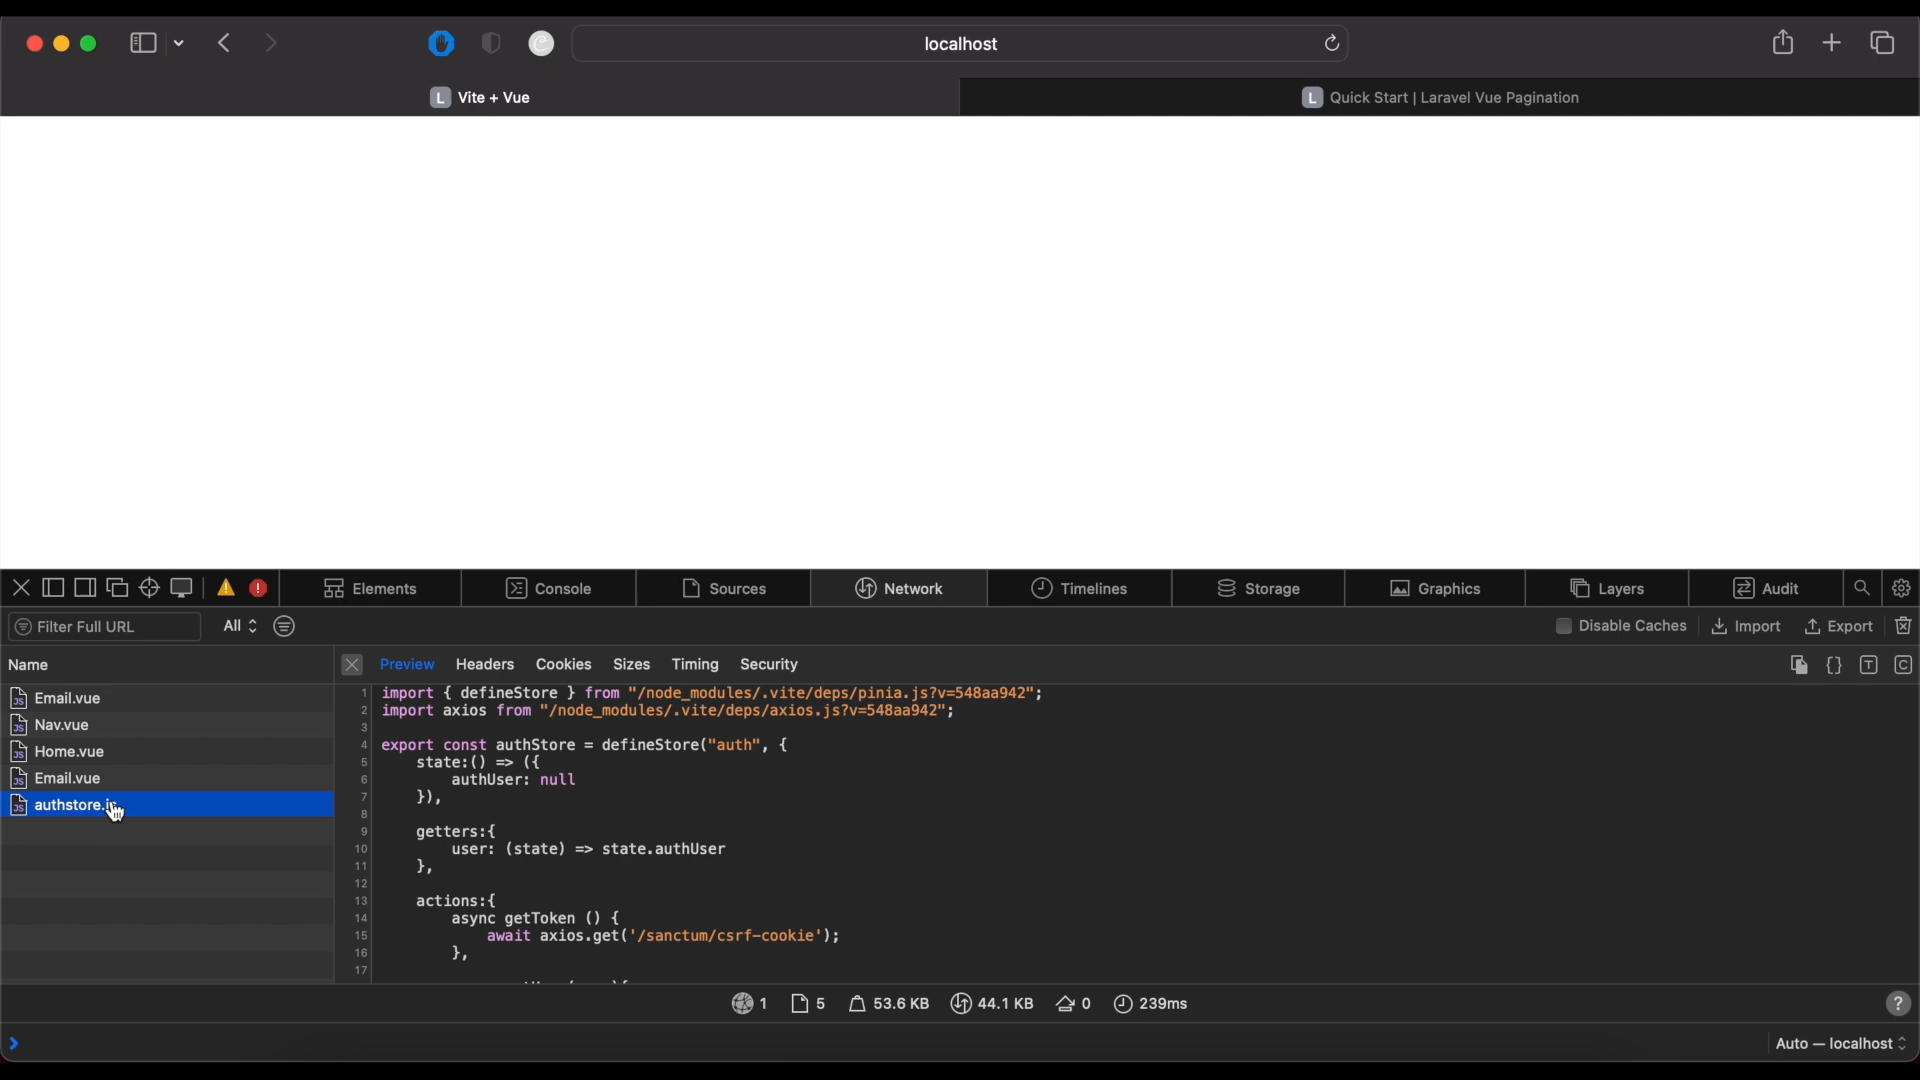 localhost
L Vite + Vue
L Quick Start | Laravel Vue Pagination
Elements
Console
Sources
Network
Timelines
Storage
Graphics
Layers
Audit
Filter Full URL
All
Disable Caches
Import
Export
Name
Preview
Headers
Cookies
Sizes
Timing
Security
{}
T
C
JS Email.vue
JS Nav.vue
JS Home.vue
JS Email.vue
JS
1 import { defineStore } from "/node_modules/.vite/deps/pinia.js?v=548aa942";
2 import axios from "/node_modules/.vite/deps/axios.js?v=548aa942";
3
4 export const authStore = defineStore("auth", {
5 state:() => ({
6 authUser: null
7 }),
8
9 getters:{
10 user: (state) => state.authUser
11 },
12
13 actions:{
14 async getToken () {
15 await axios.get('/sanctum/csrf-cookie');
16 },
17
1
5
53.6 KB
44.1 KB
0
239ms
?
Auto — localhost